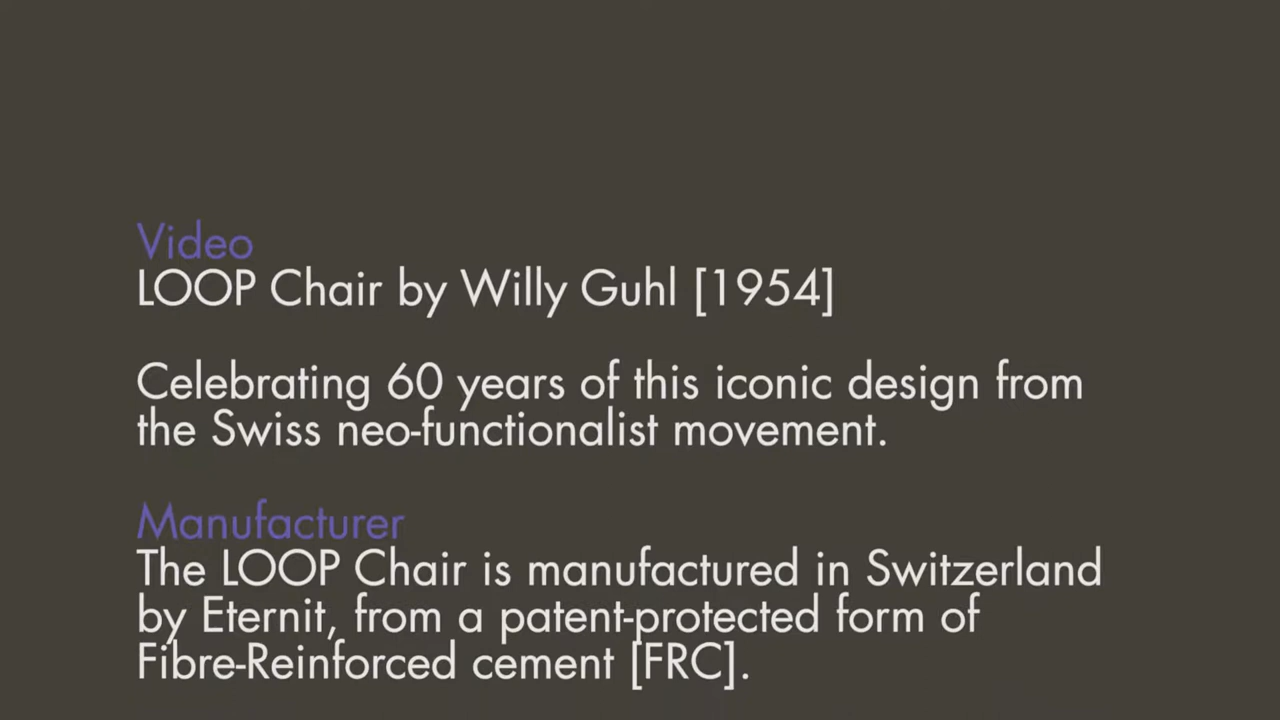 Video
LOOP Chair by Willy Guhl [1954]
Celebrating 60 years of this iconic design from
the Swiss neo-functionalist movement.
Manufacturer
The LOOP Chair is manufactured in Switzerland
by Eternit, from a patent-protected form of
Fibre-Reinforced cement [FRC].